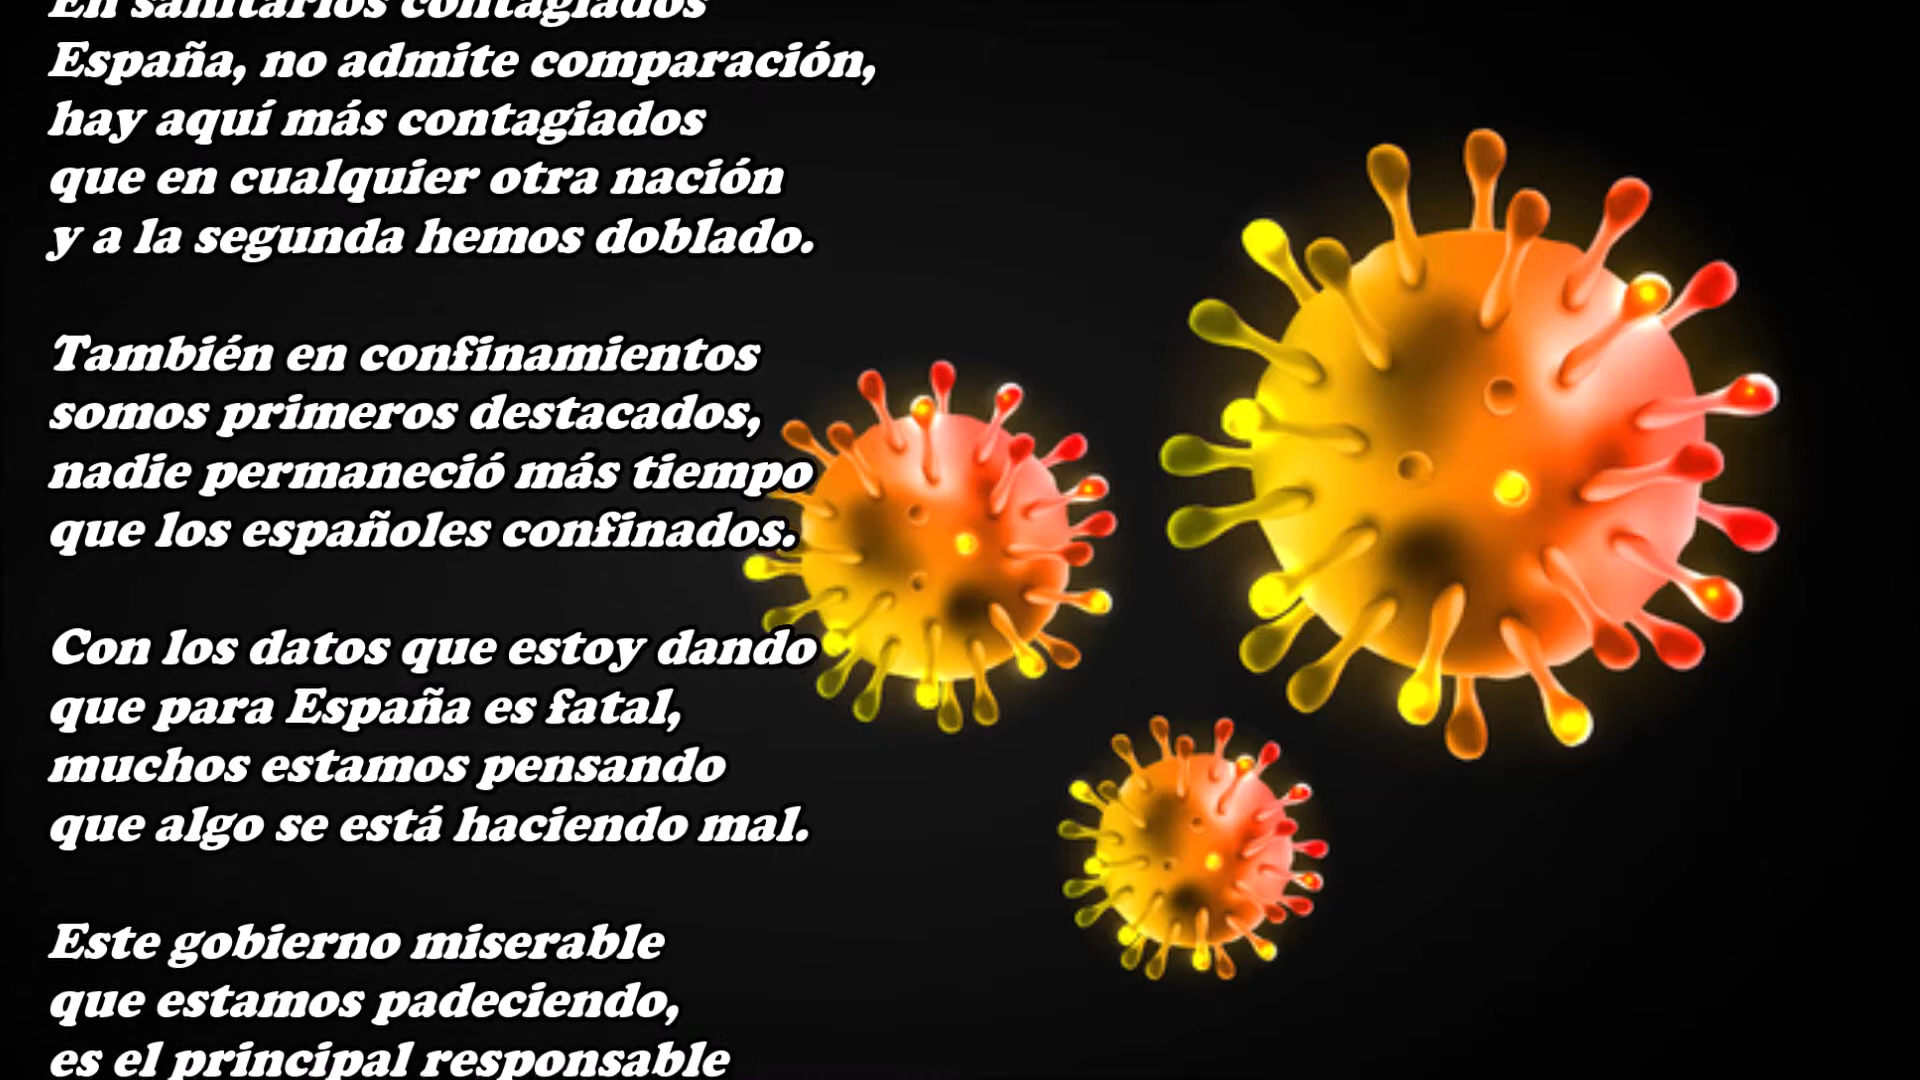 En sanitarios contagiados
España, no admite comparación,
hay aquí más contagiados
que en cualquier otra nación
y a la segunda hemos doblado.
También en confinamientos
somos primeros destacados,
nadie permaneció más tiempo
que los españoles confinados.
Con los datos que estoy dando
que para España es fatal,
muchos estamos pensando
que algo se está haciendo mal.
Este gobierno miserable
que estamos padeciendo,
es el principal responsable